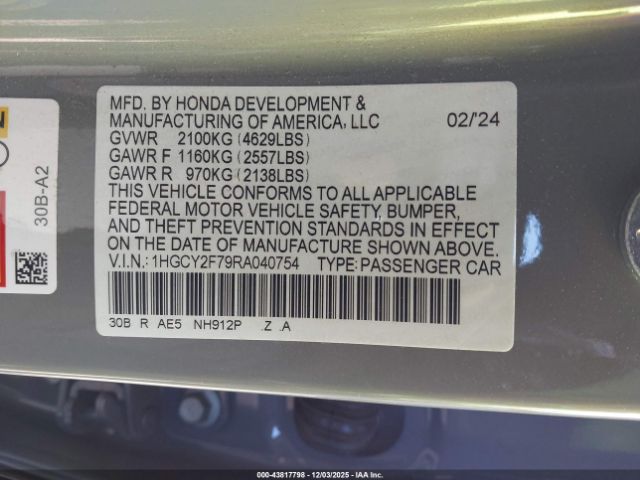 MFD. BY HONDA DEVELOPMENT &
MANUFACTURING OF AMERICA, LLC 02/'24
GVWR 2100KG (4629LBS)
GAWR F 1160KG (2557LBS)
GAWR R 970KG (2138LBS)
THIS VEHICLE CONFORMS TO ALL APPLICABLE
FEDERAL MOTOR VEHICLE SAFETY, BUMPER,
AND THEFT PREVENTION STANDARDS IN EFFECT
ON THE DATE OF MANUFACTURE SHOWN ABOVE.
V.I.N.: 1HGCY2F79RA040754 TYPE: PASSENGER CAR
30B R AE5 NH912P .Z .A
30B-A2
000-43817798 - 12/03/2025 - IAA Inc.